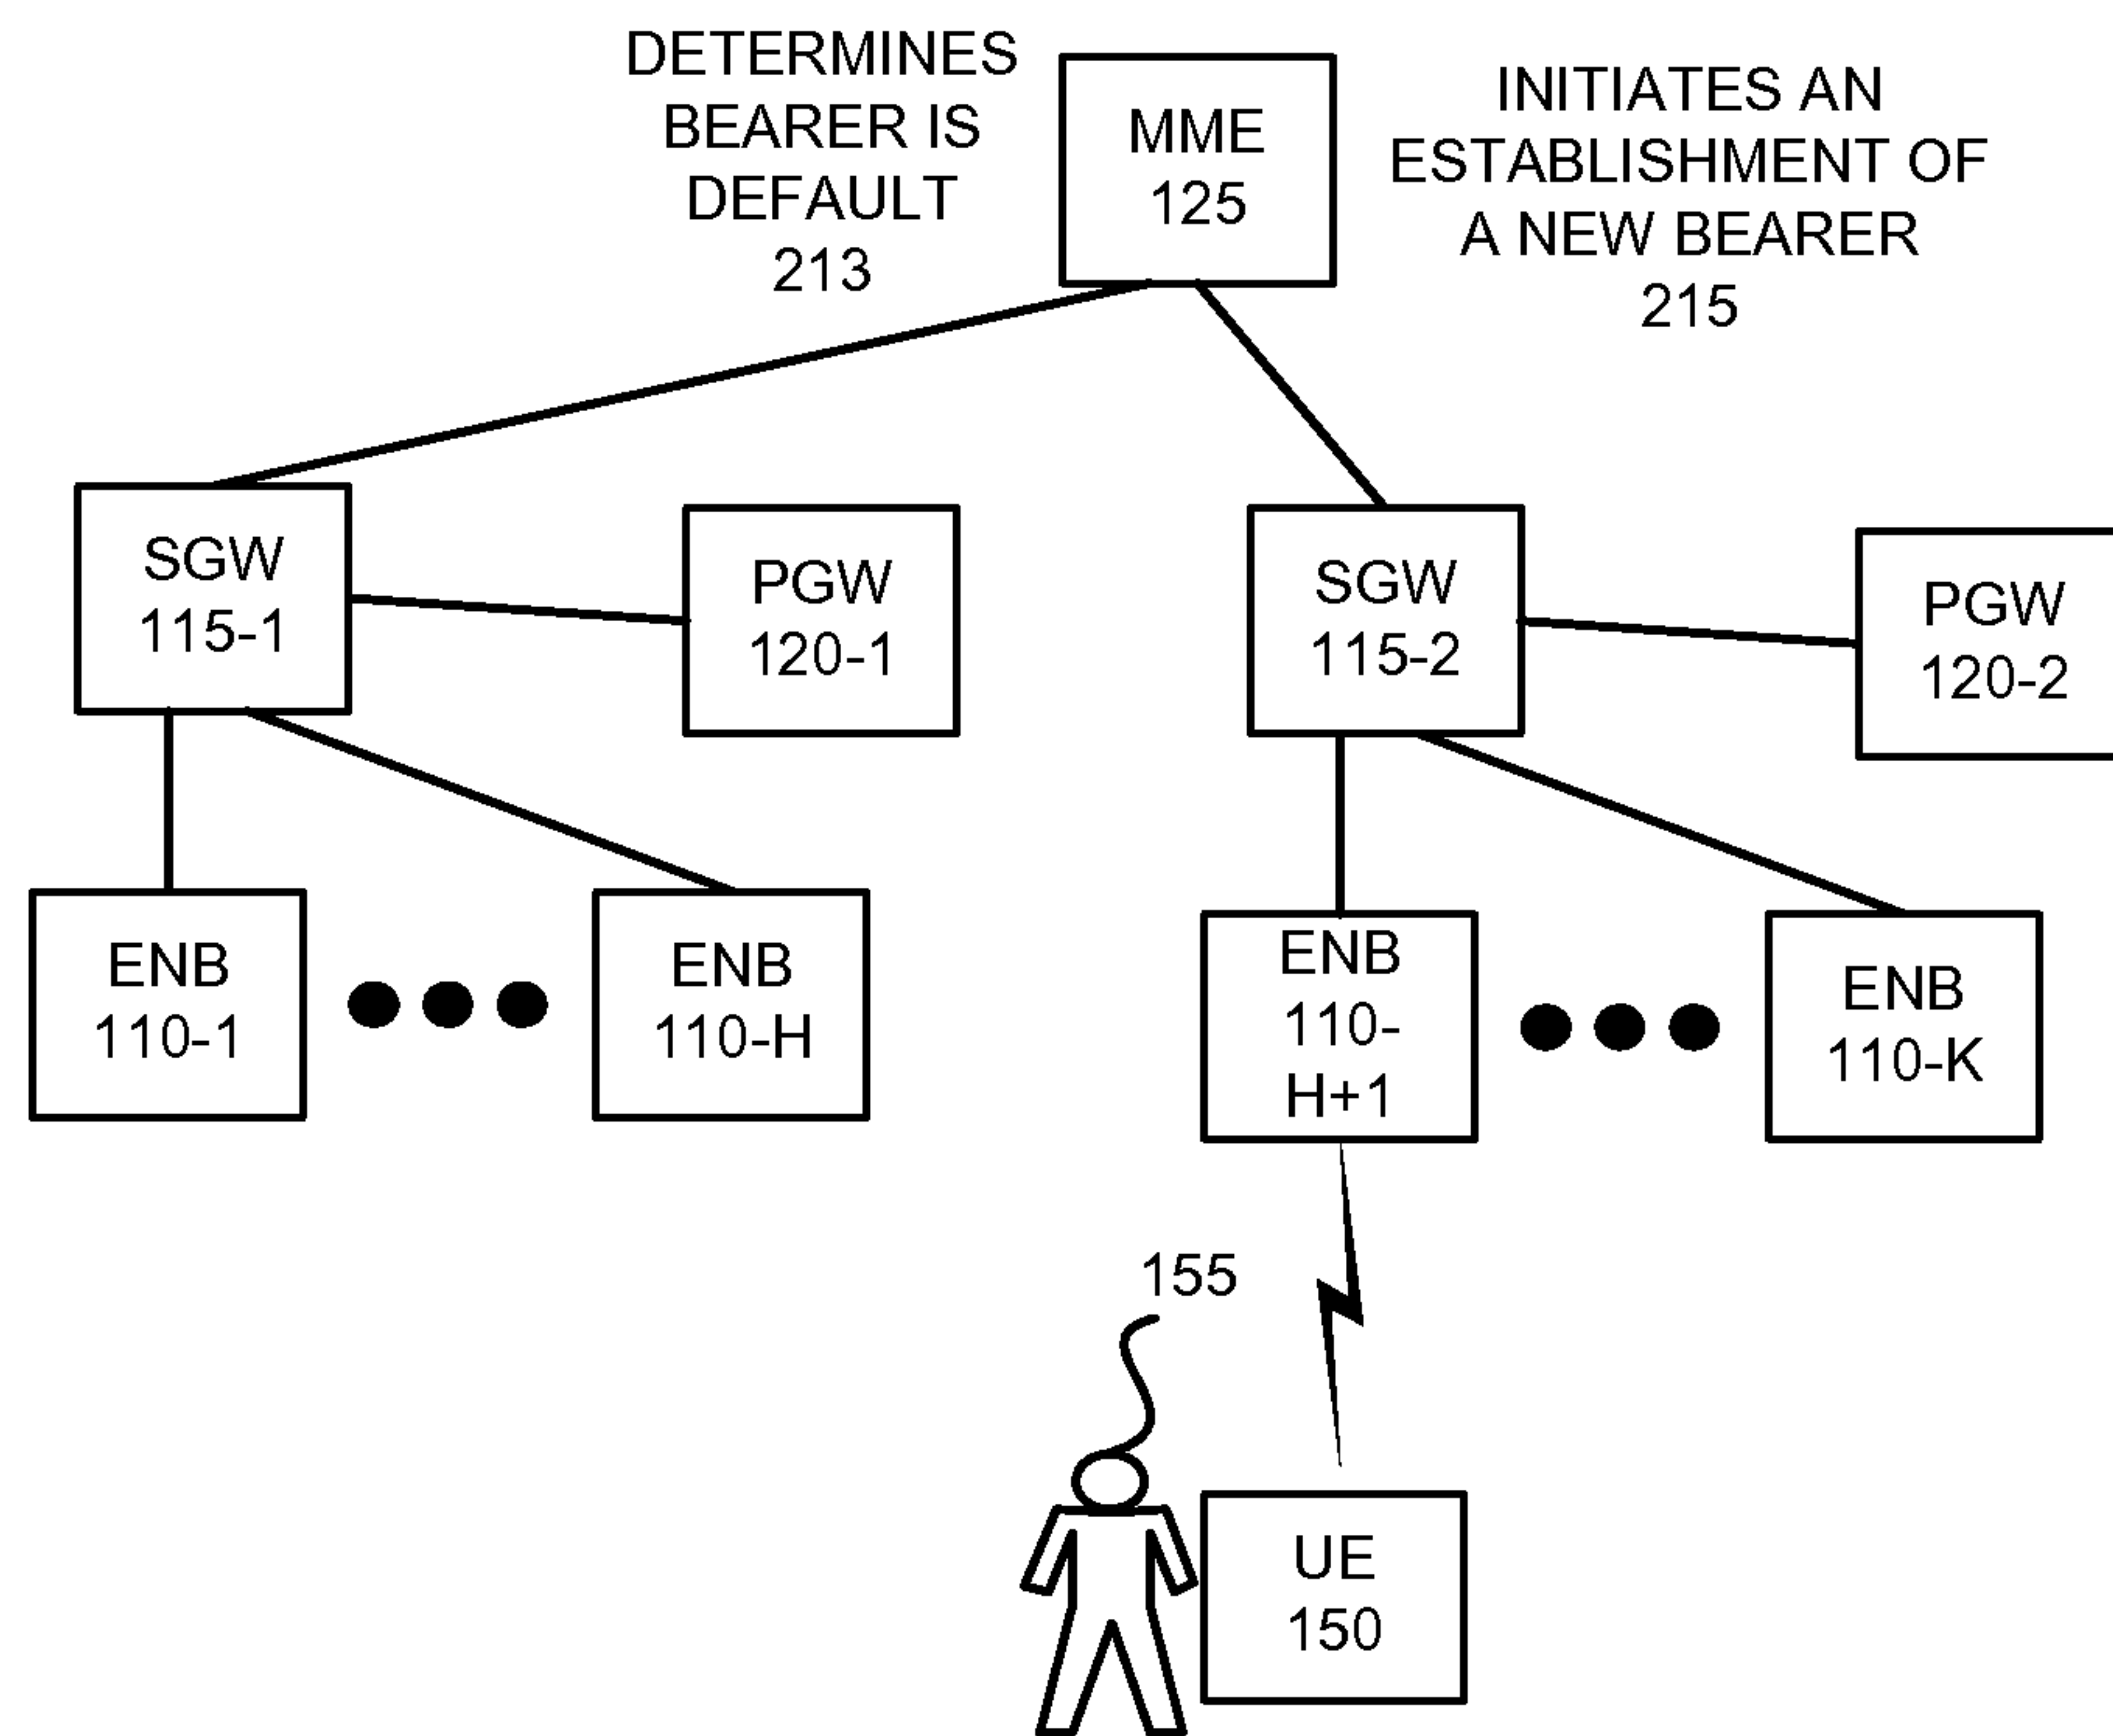 DETERMINES
BEARER IS
DEFAULT
213
MME
125
INITIATES AN
ESTABLISHMENT OF
A NEW BEARER
215
SGW
115-1
PGW
120-1
SGW
115-2
PGW
120-2
ENB
110-1
ENB
110-H
ENB
110-
H+1
ENB
110-K
155
UE
150